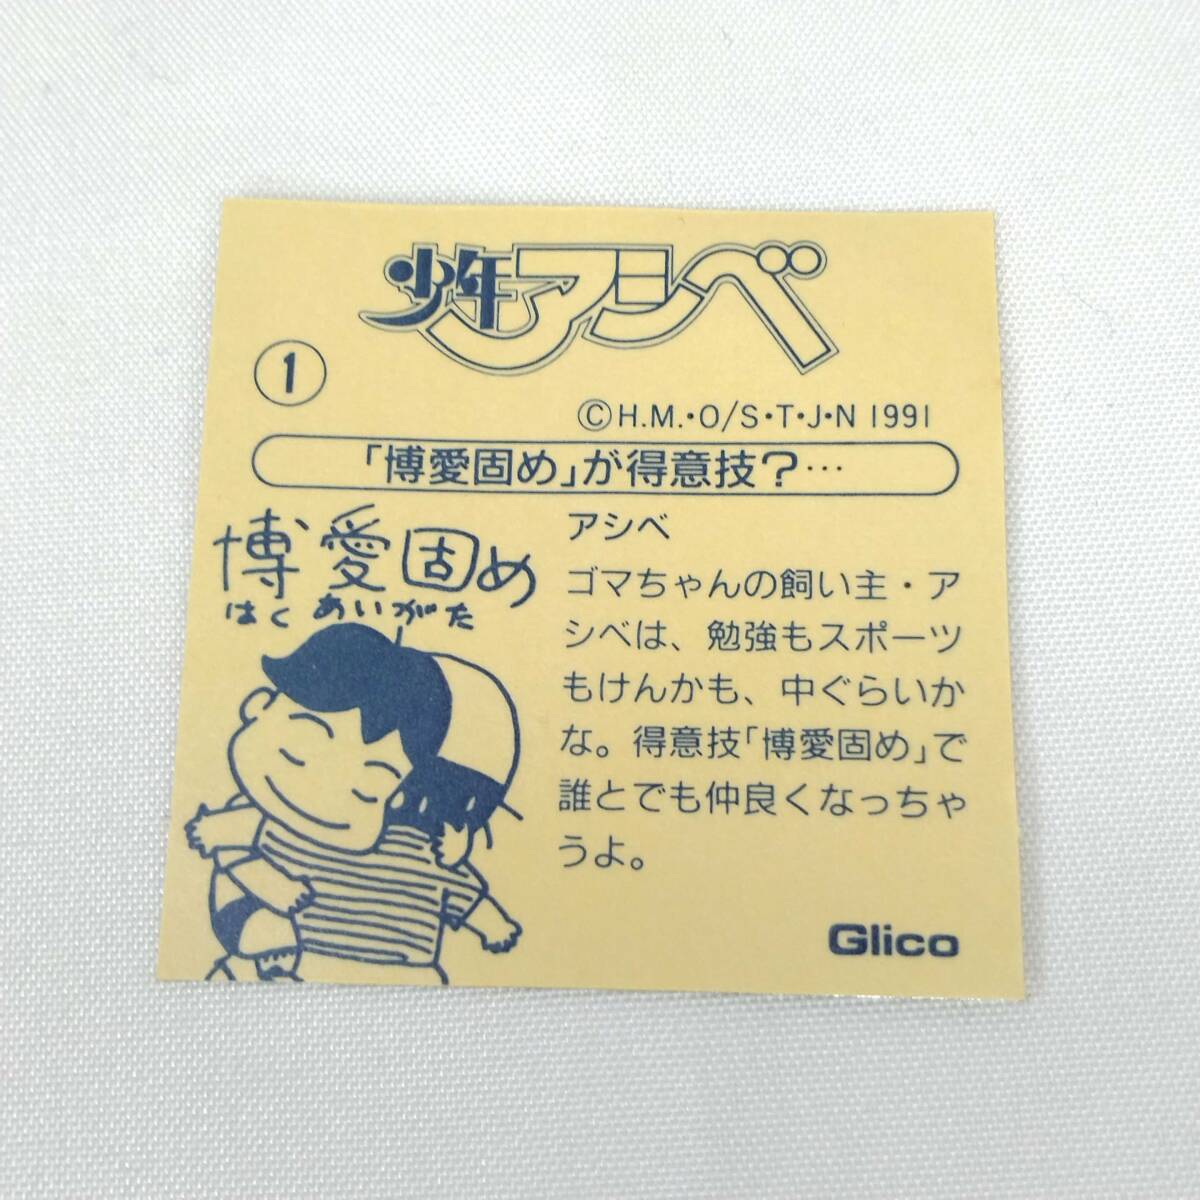 少年アシベ
1
©H.M.・O/S・T・J・N 1991
「博愛固め」が得意技？…
博愛固め
はくあいがた
アシベ
ゴマちゃんの飼い主・ア
シベは、勉強もスポーツ
もけんかも、中ぐらいか
な。得意技「博愛固め」で
誰とでも仲良くなっちゃ
うよ。
Glico